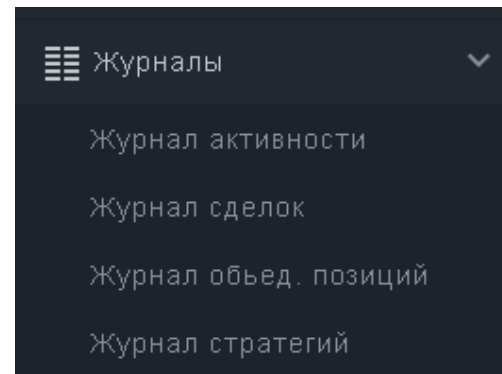 Журналы
Журнал активности
Журнал сделок
Журнал обьед. позиций
Журнал стратегий